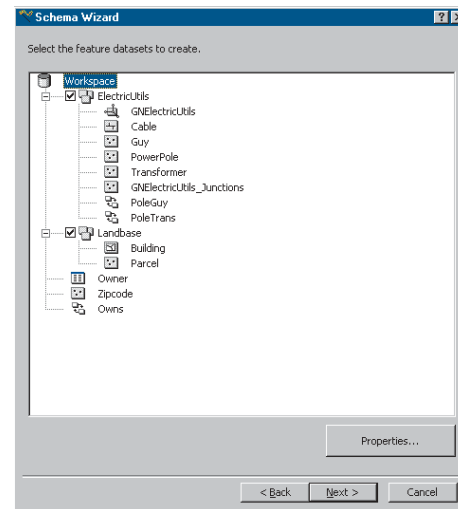 Schema Wizard
Select the feature datasets to create.
Workspace
ElectricUtils
GNElectricUtils
Cable
Guy
PowerPole
Transformer
GNElectricUtils_Junctions
PoleGuy
PoleTrans
Landbase
Building
Parcel
Owner
Zipcode
Owns
Properties...
< Back Next > Cancel